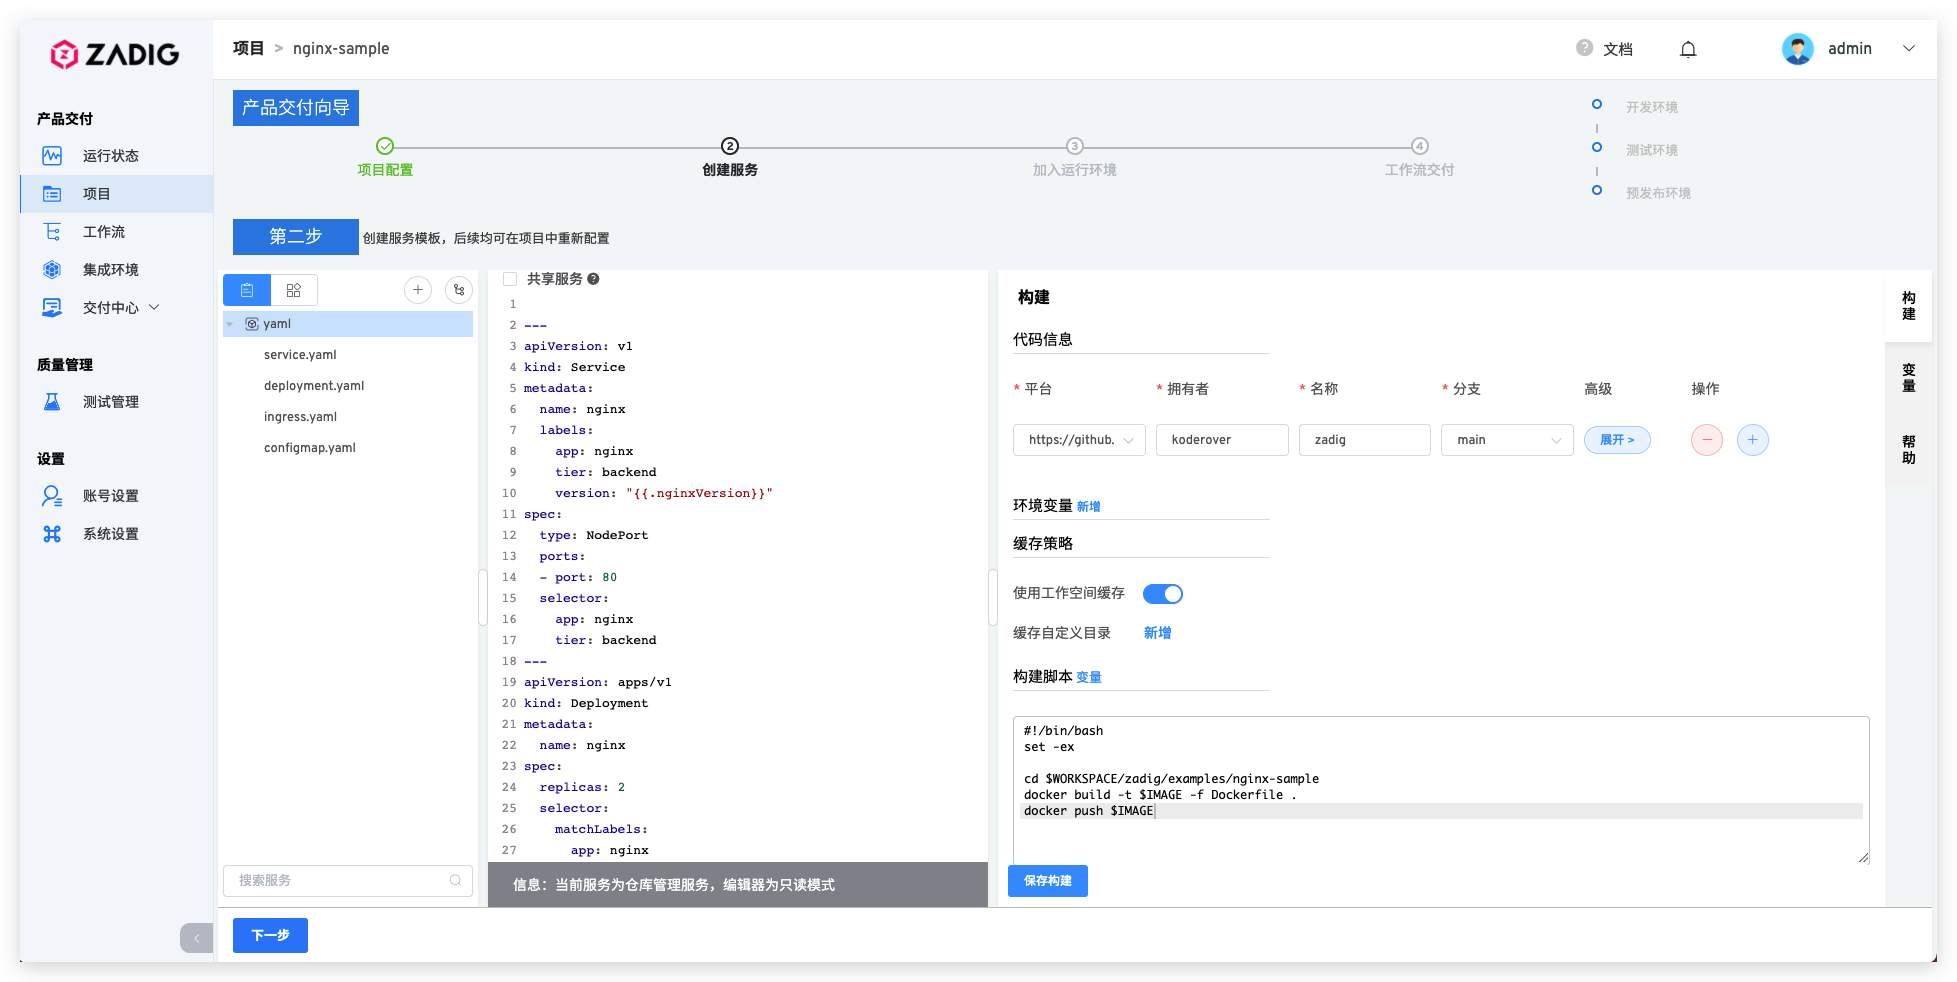 ZADIG
项目 > nginx-sample
文档
admin
产品交付
运行状态
项目
工作流
集成环境
交付中心
质量管理
测试管理
设置
账号设置
系统设置
产品交付向导
项目配置
2
创建服务
3
加入运行环境
4
工作流交付
开发环境
测试环境
预发布环境
第二步
创建服务模板，后续均可在项目中重新配置
yaml
service.yaml
deployment.yaml
ingress.yaml
configmap.yaml
搜索服务
共享服务
1
2 ---
3 apiVersion: v1
4 kind: Service
5 metadata:
6   name: nginx
7   labels:
8     app: nginx
9     tier: backend
10     version: "{{.nginxVersion}}"
11 spec:
12   type: NodePort
13   ports:
14   - port: 80
15   selector:
16     app: nginx
17     tier: backend
18 ---
19 apiVersion: apps/v1
20 kind: Deployment
21 metadata:
22   name: nginx
23 spec:
24   replicas: 2
25   selector:
26     matchLabels:
27       app: nginx
信息：当前服务为仓库管理服务，编辑器为只读模式
构建
代码信息
* 平台 * 拥有者 * 名称 * 分支 高级 操作
https://github. koderover zadig main 展开 >
环境变量 新增
缓存策略
使用工作空间缓存
缓存自定义目录 新增
构建脚本 变量
#!/bin/bash
set -ex
cd $WORKSPACE/zadig/examples/nginx-sample
docker build -t $IMAGE -f Dockerfile .
docker push $IMAGE
保存构建
构建
变量
帮助
下一步